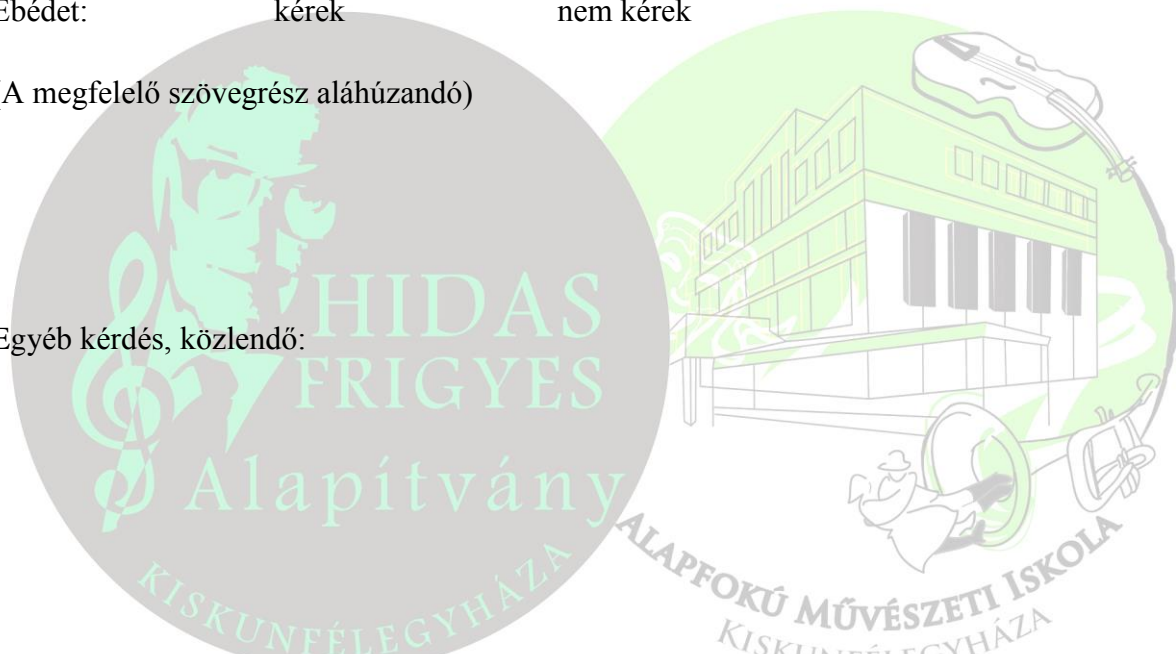 Ebédet: kérek nem kérek
(A megfelelő szövegrész aláhúzandó)
Egyéb kérdés, közlendő:
HIDAS
FRIGYES
Alapítvány
KISKUNFÉLEGYHÁZA
ALAPFOKÚ MŰVÉSZETI ISKOLA
KISKUNFÉLEGYHÁZA